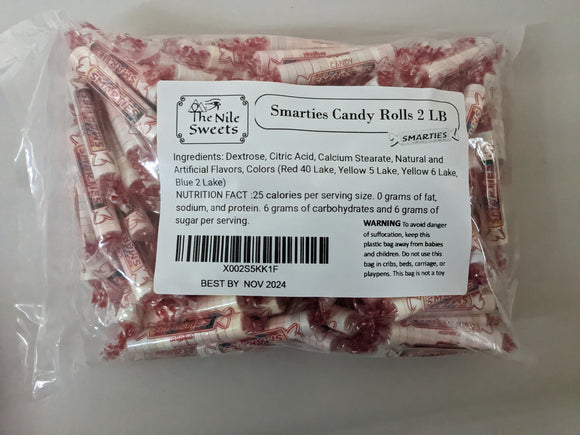 The Nile
Sweets
Smarties Candy Rolls 2 LB
SMARTIES
Ingredients: Dextrose, Citric Acid, Calcium Stearate, Natural and
Artificial Flavors, Colors (Red 40 Lake, Yellow 5 Lake, Yellow 6 Lake,
Blue 2 Lake)
NUTRITION FACT :25 calories per serving size. 0 grams of fat,
sodium, and protein. 6 grams of carbohydrates and 6 grams of
sugar per serving.
WARNING To avoid danger
of suffocation, keep this
plastic bag away from babies
and children. Do not use this
bag in cribs, beds, carriage, or
playpens. This bag is not a toy
X002S5KK1F
BEST BY NOV 2024
CANDY
SMARTIES
SMARTIES